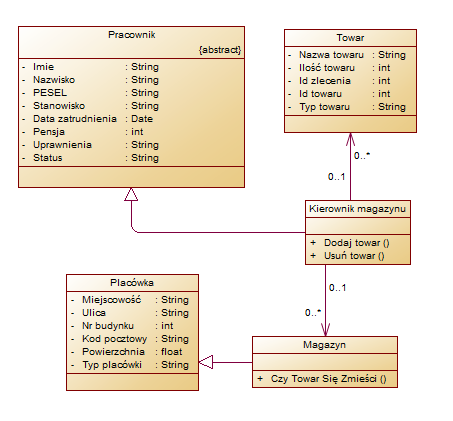 Pracownik
{abstract}
- Imie : String
- Nazwisko : String
- PESEL : String
- Stanowisko : String
- Data zatrudnienia : Date
- Pensja : int
- Uprawnienia : String
- Status : String
Towar
- Nazwa towaru : String
- Ilość towaru : int
- Id zlecenia : int
- Id towaru : int
- Typ towaru : String
0..*
0..1
Kierownik magazynu
+ Dodaj towar ()
+ Usuń towar ()
0..1
0..*
Placówka
- Miejscowość : String
- Ulica : String
- Nr budynku : int
- Kod pocztowy : String
- Powierzchnia : float
- Typ placówki : String
Magazyn
+ Czy Towar Się Zmieści ()